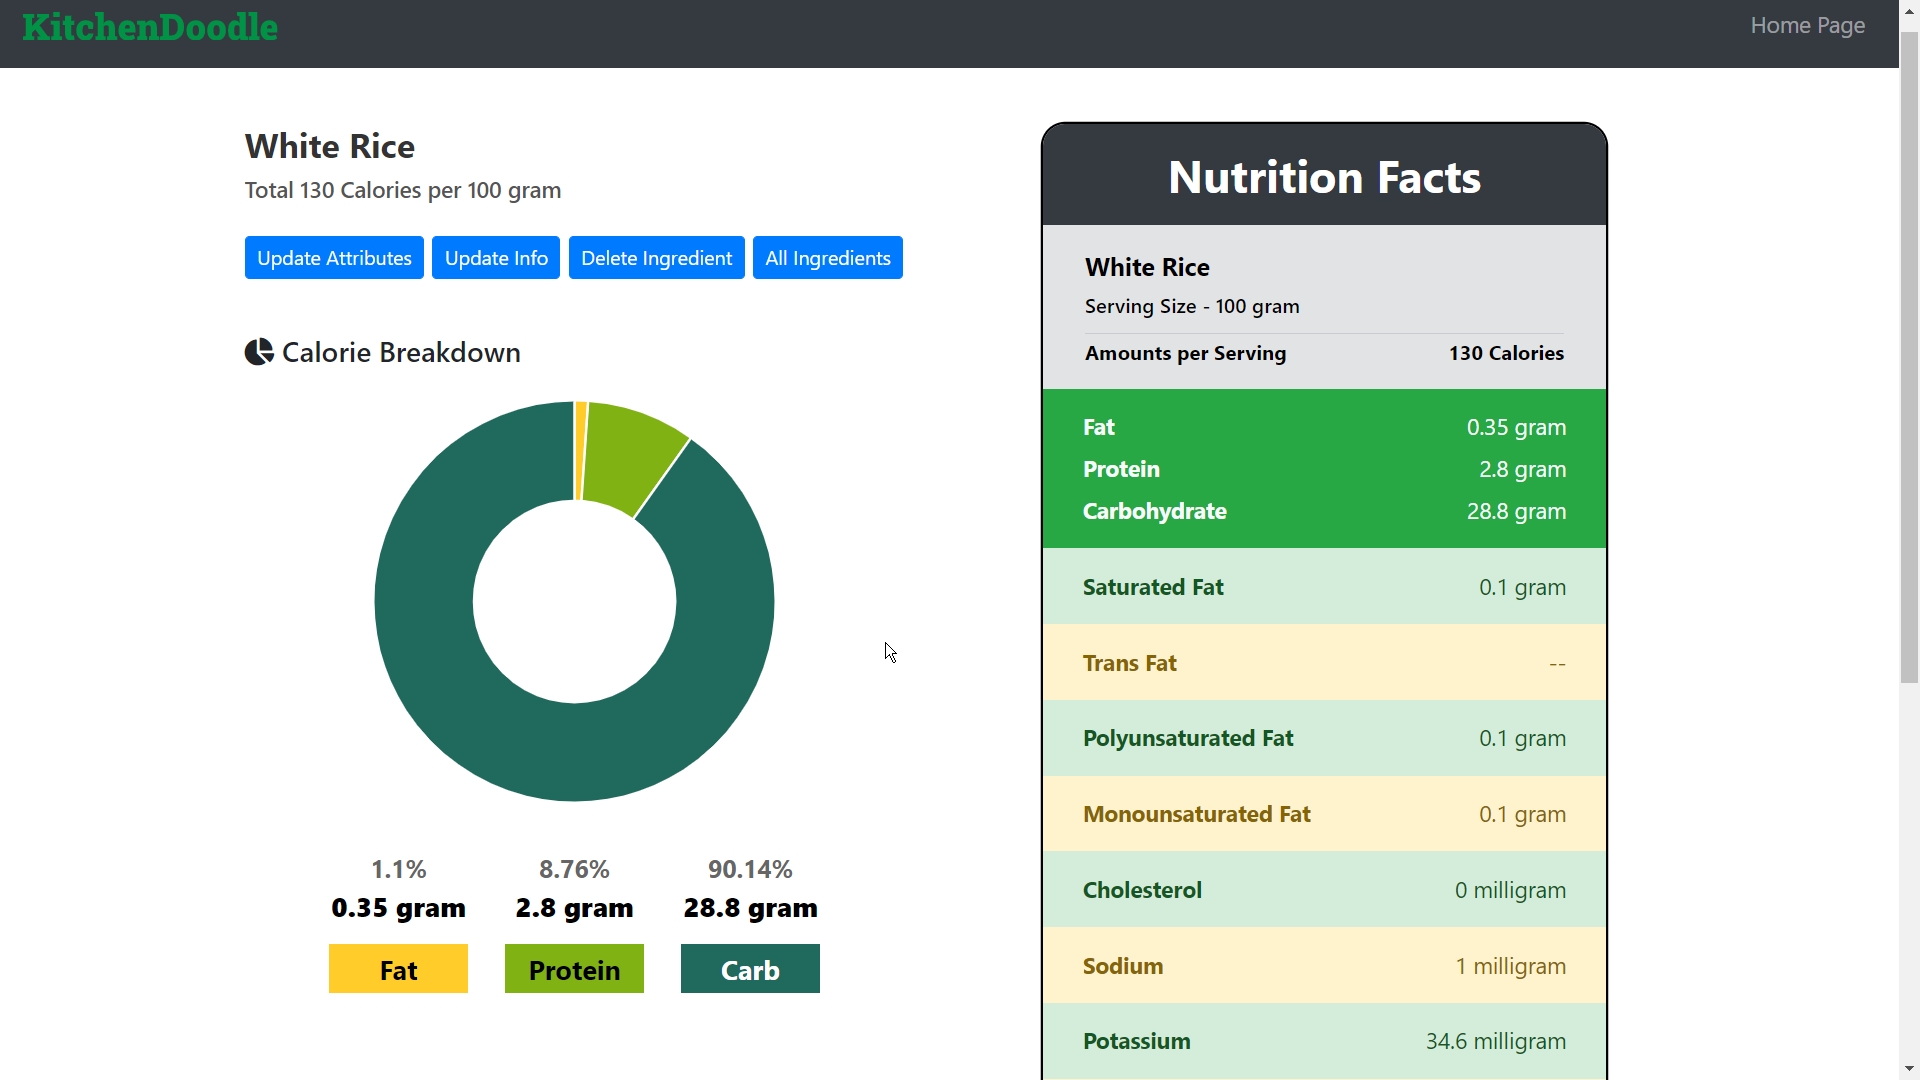 KitchenDoodle
Home Page
White Rice
Total 130 Calories per 100 gram
Update Attributes
Update Info
Delete Ingredient
All Ingredients
Calorie Breakdown
1.1%
8.76%
90.14%
0.35 gram
2.8 gram
28.8 gram
Fat
Protein
Carb
Nutrition Facts
White Rice
Serving Size - 100 gram
Amounts per Serving 130 Calories
Fat 0.35 gram
Protein 2.8 gram
Carbohydrate 28.8 gram
Saturated Fat 0.1 gram
Trans Fat --
Polyunsaturated Fat 0.1 gram
Monounsaturated Fat 0.1 gram
Cholesterol 0 milligram
Sodium 1 milligram
Potassium 34.6 milligram